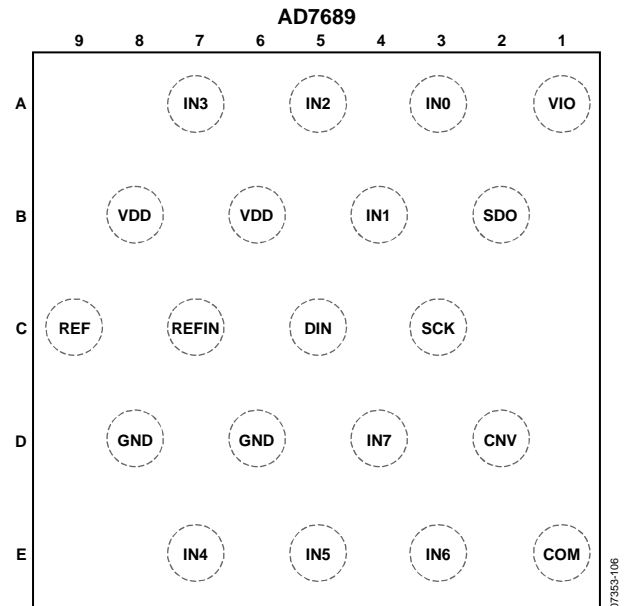 AD7689
9 8 7 6 5 4 3 2 1
A IN3 IN2 IN0 VIO
B VDD VDD IN1 SDO
C REF REFIN DIN SCK
D GND GND IN7 CNV
E IN4 IN5 IN6 COM
07353-106